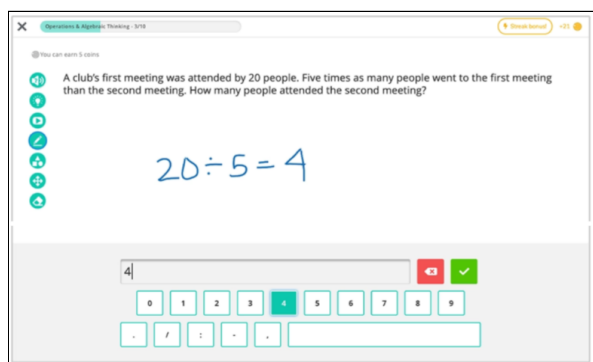 Operations & Algebraic Thinking - 3/10
Streak bonus!
+25
You can earn 5 coins
A club's first meeting was attended by 20 people. Five times as many people went to the first meeting
than the second meeting. How many people attended the second meeting?
20÷5=4
4
0 1 2 3 4 5 6 7 8 9
. / : - ,